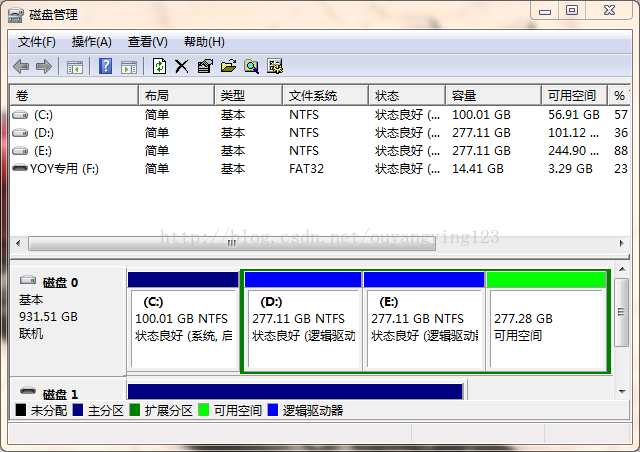 磁盘管理
文件(F) 操作(A) 查看(V) 帮助(H)
卷 布局 类型 文件系统 状态 容量 可用空间 %
(C:) 简单 基本 NTFS 状态良好 (... 100.01 GB 56.91 GB 57
(D:) 简单 基本 NTFS 状态良好 (... 277.11 GB 101.12 ... 36
(E:) 简单 基本 NTFS 状态良好 (... 277.11 GB 244.90 ... 88
YOY专用 (F:) 简单 基本 FAT32 状态良好 (... 14.41 GB 3.29 GB 23
http://blog.csdn.net/ouyangying123
磁盘 0
基本
931.51 GB
联机
(C:)
100.01 GB NTFS
状态良好 (系统, 启
(D:)
277.11 GB NTFS
状态良好 (逻辑驱动
(E:)
277.11 GB NTFS
状态良好 (逻辑驱动
277.28 GB
可用空间
磁盘 1
未分配 主分区 扩展分区 可用空间 逻辑驱动器